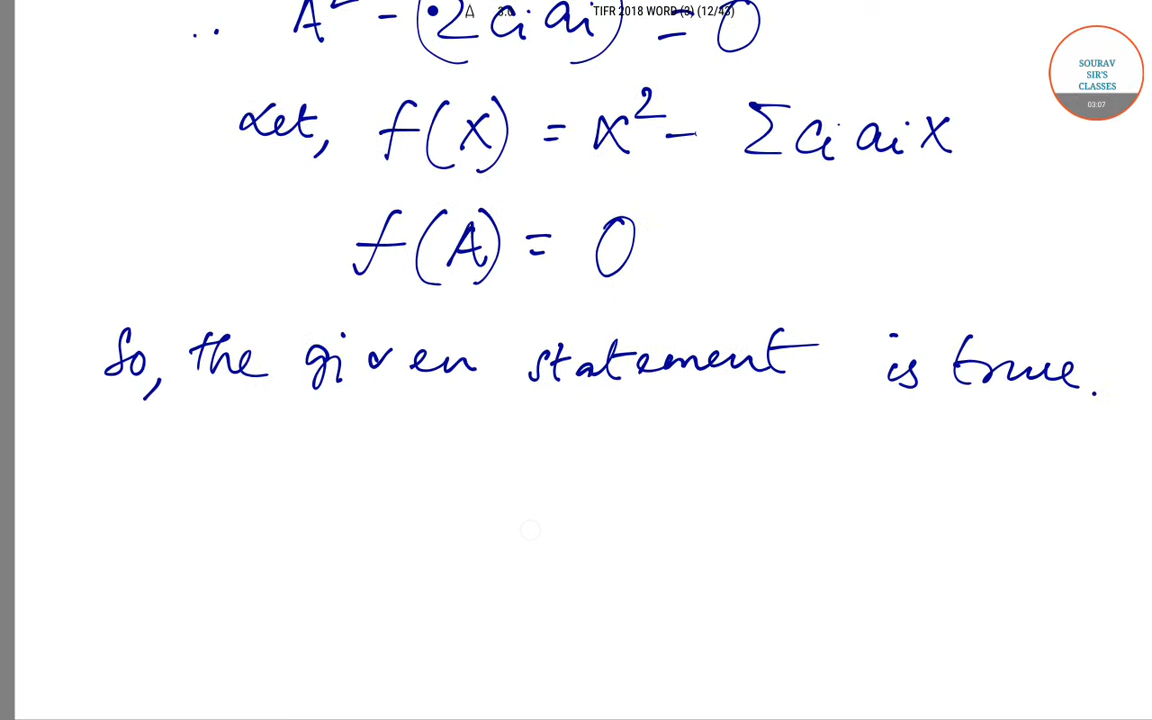 TIFR 2018 WORD (3) (12/43)
∴ A² - (Σ ci ai) = 0
SOURAV
SIR'S
CLASSES
03:07
Let, f(x) = x² - Σ ci ai x
f(A) = 0
So, the given statement is true.